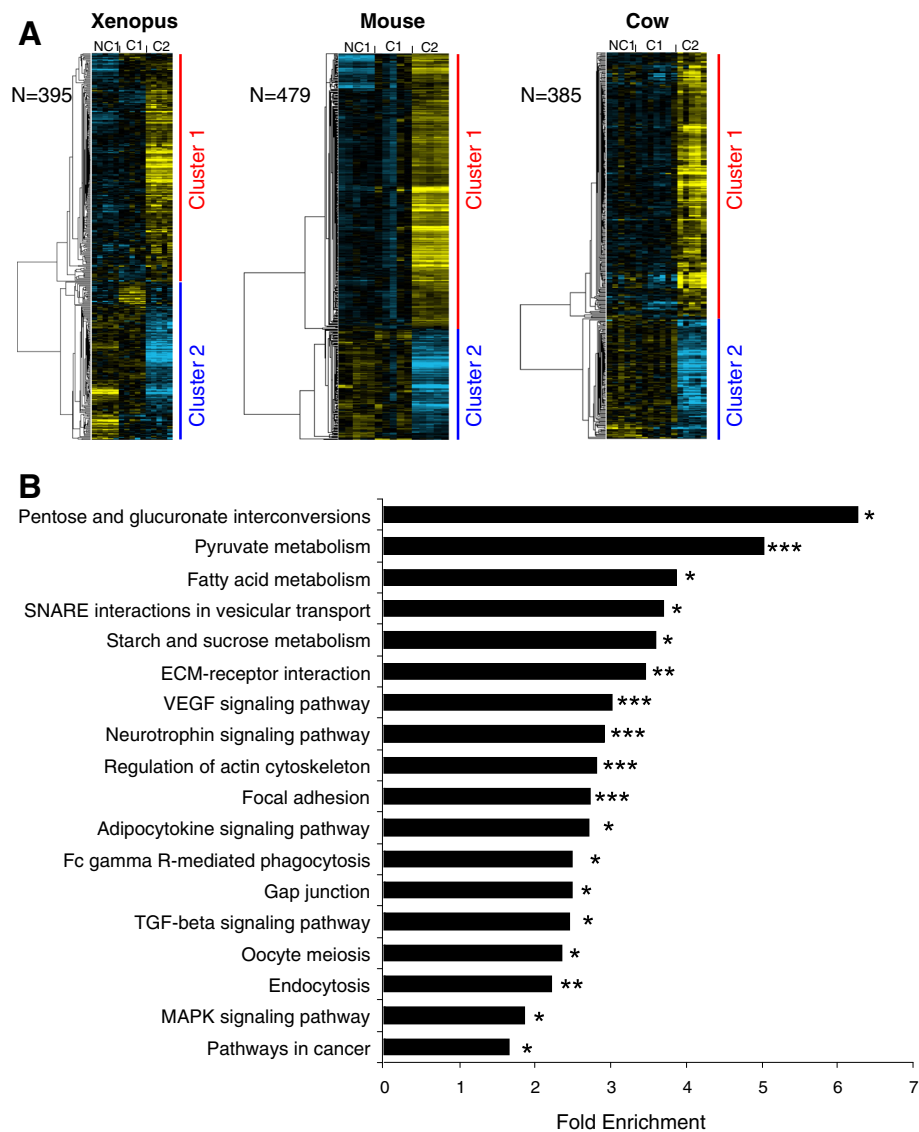 A
Xenopus
Mouse
Cow
NC1 C1 C2
NC1 C1 C2
NC1 C1 C2
N=395
N=479
N=385
Cluster 1
Cluster 2
Cluster 1
Cluster 2
Cluster 1
Cluster 2
B
Pentose and glucuronate interconversions *
Pyruvate metabolism ***
Fatty acid metabolism *
SNARE interactions in vesicular transport *
Starch and sucrose metabolism *
ECM-receptor interaction **
VEGF signaling pathway ***
Neurotrophin signaling pathway ***
Regulation of actin cytoskeleton ***
Focal adhesion ***
Adipocytokine signaling pathway *
Fc gamma R-mediated phagocytosis *
Gap junction *
TGF-beta signaling pathway *
Oocyte meiosis *
Endocytosis **
MAPK signaling pathway *
Pathways in cancer *
0 1 2 3 4 5 6 7
Fold Enrichment